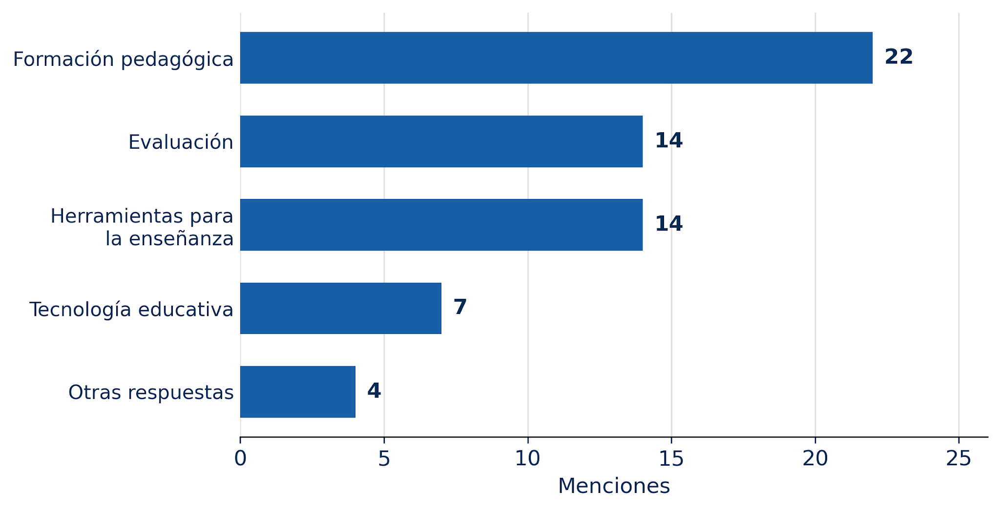 Formación pedagógica
22
Evaluación
14
Herramientas para
la enseñanza
14
Tecnología educativa
7
Otras respuestas
4
0 5 10 15 20 25
Menciones